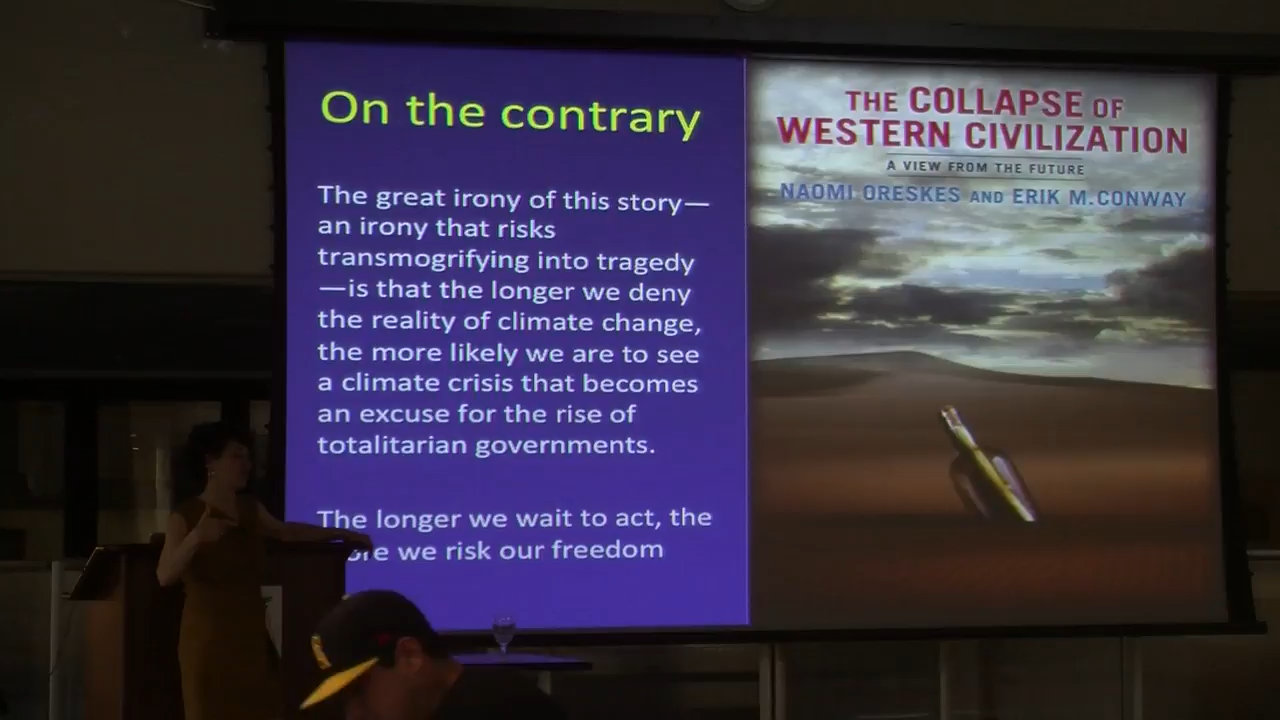 On the contrary
The great irony of this story—
an irony that risks
transmogrifying into tragedy
—is that the longer we deny
the reality of climate change,
the more likely we are to see
a climate crisis that becomes
an excuse for the rise of
totalitarian governments.
The longer we wait to act, the
we risk our freedom
THE COLLAPSE OF
WESTERN CIVILIZATION
A VIEW FROM THE FUTURE
NAOMI ORESKES AND ERIK M. CONWAY